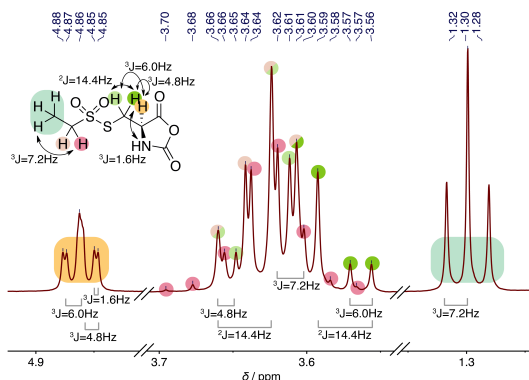 4.88
4.87
4.86
4.85
4.85
3.70
3.68
3.66
3.66
3.65
3.64
3.64
3.62
3.61
3.61
3.60
3.59
3.58
3.57
3.57
3.56
1.32
1.30
1.28
³J=6.0Hz
²J=14.4Hz
³J=4.8Hz
H H H
H O O
H S O
H S O
H H HN O
³J=7.2Hz
³J=1.6Hz
O
³J=1.6Hz
³J=6.0Hz
³J=4.8Hz
³J=4.8Hz
²J=14.4Hz
³J=7.2Hz
³J=6.0Hz
²J=14.4Hz
³J=7.2Hz
4.9
3.7
3.6
1.3
δ / ppm